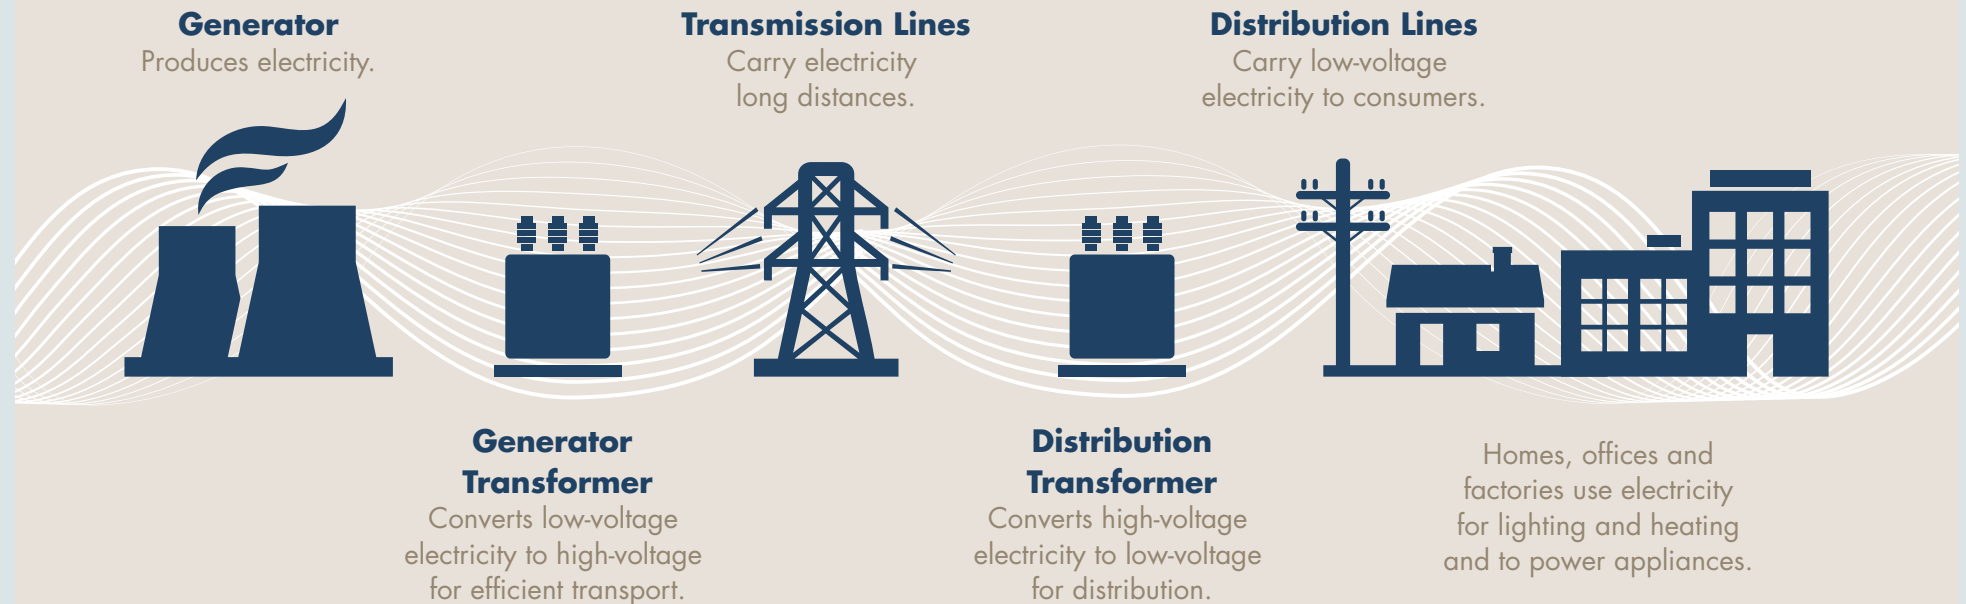 Generator
Produces electricity.
Transmission Lines
Carry electricity
long distances.
Distribution Lines
Carry low-voltage
electricity to consumers.
Generator
Transformer
Converts low-voltage
electricity to high-voltage
for efficient transport.
Distribution
Transformer
Converts high-voltage
electricity to low-voltage
for distribution.
Homes, offices and
factories use electricity
for lighting and heating
and to power appliances.